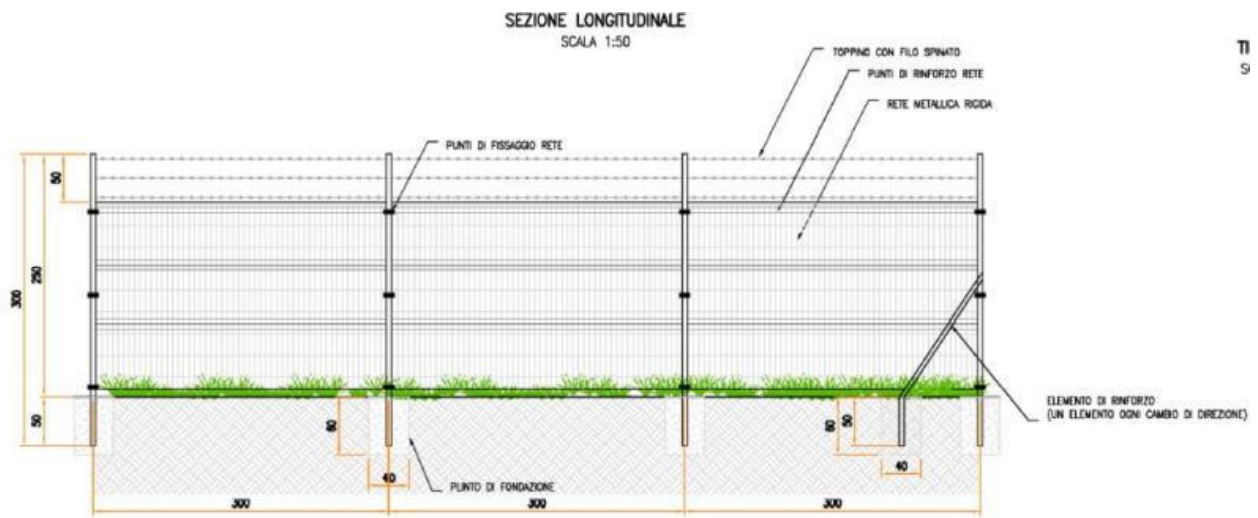 SEZIONE LONGITUDINALE
SCALA 1:50
TOPPING CON FILO SPINATO
PUNTI DI RINFORZO RETE
RETE METALLICA RIGIDA
PUNTI DI FISSAGGIO RETE
50
250
300
50
60
40
60
50
40
ELEMENTO DI RINFORZO
(UN ELEMENTO OGNI CAMBIO DI DIREZIONE)
PUNTO DI FONDAZIONE
300
300
300